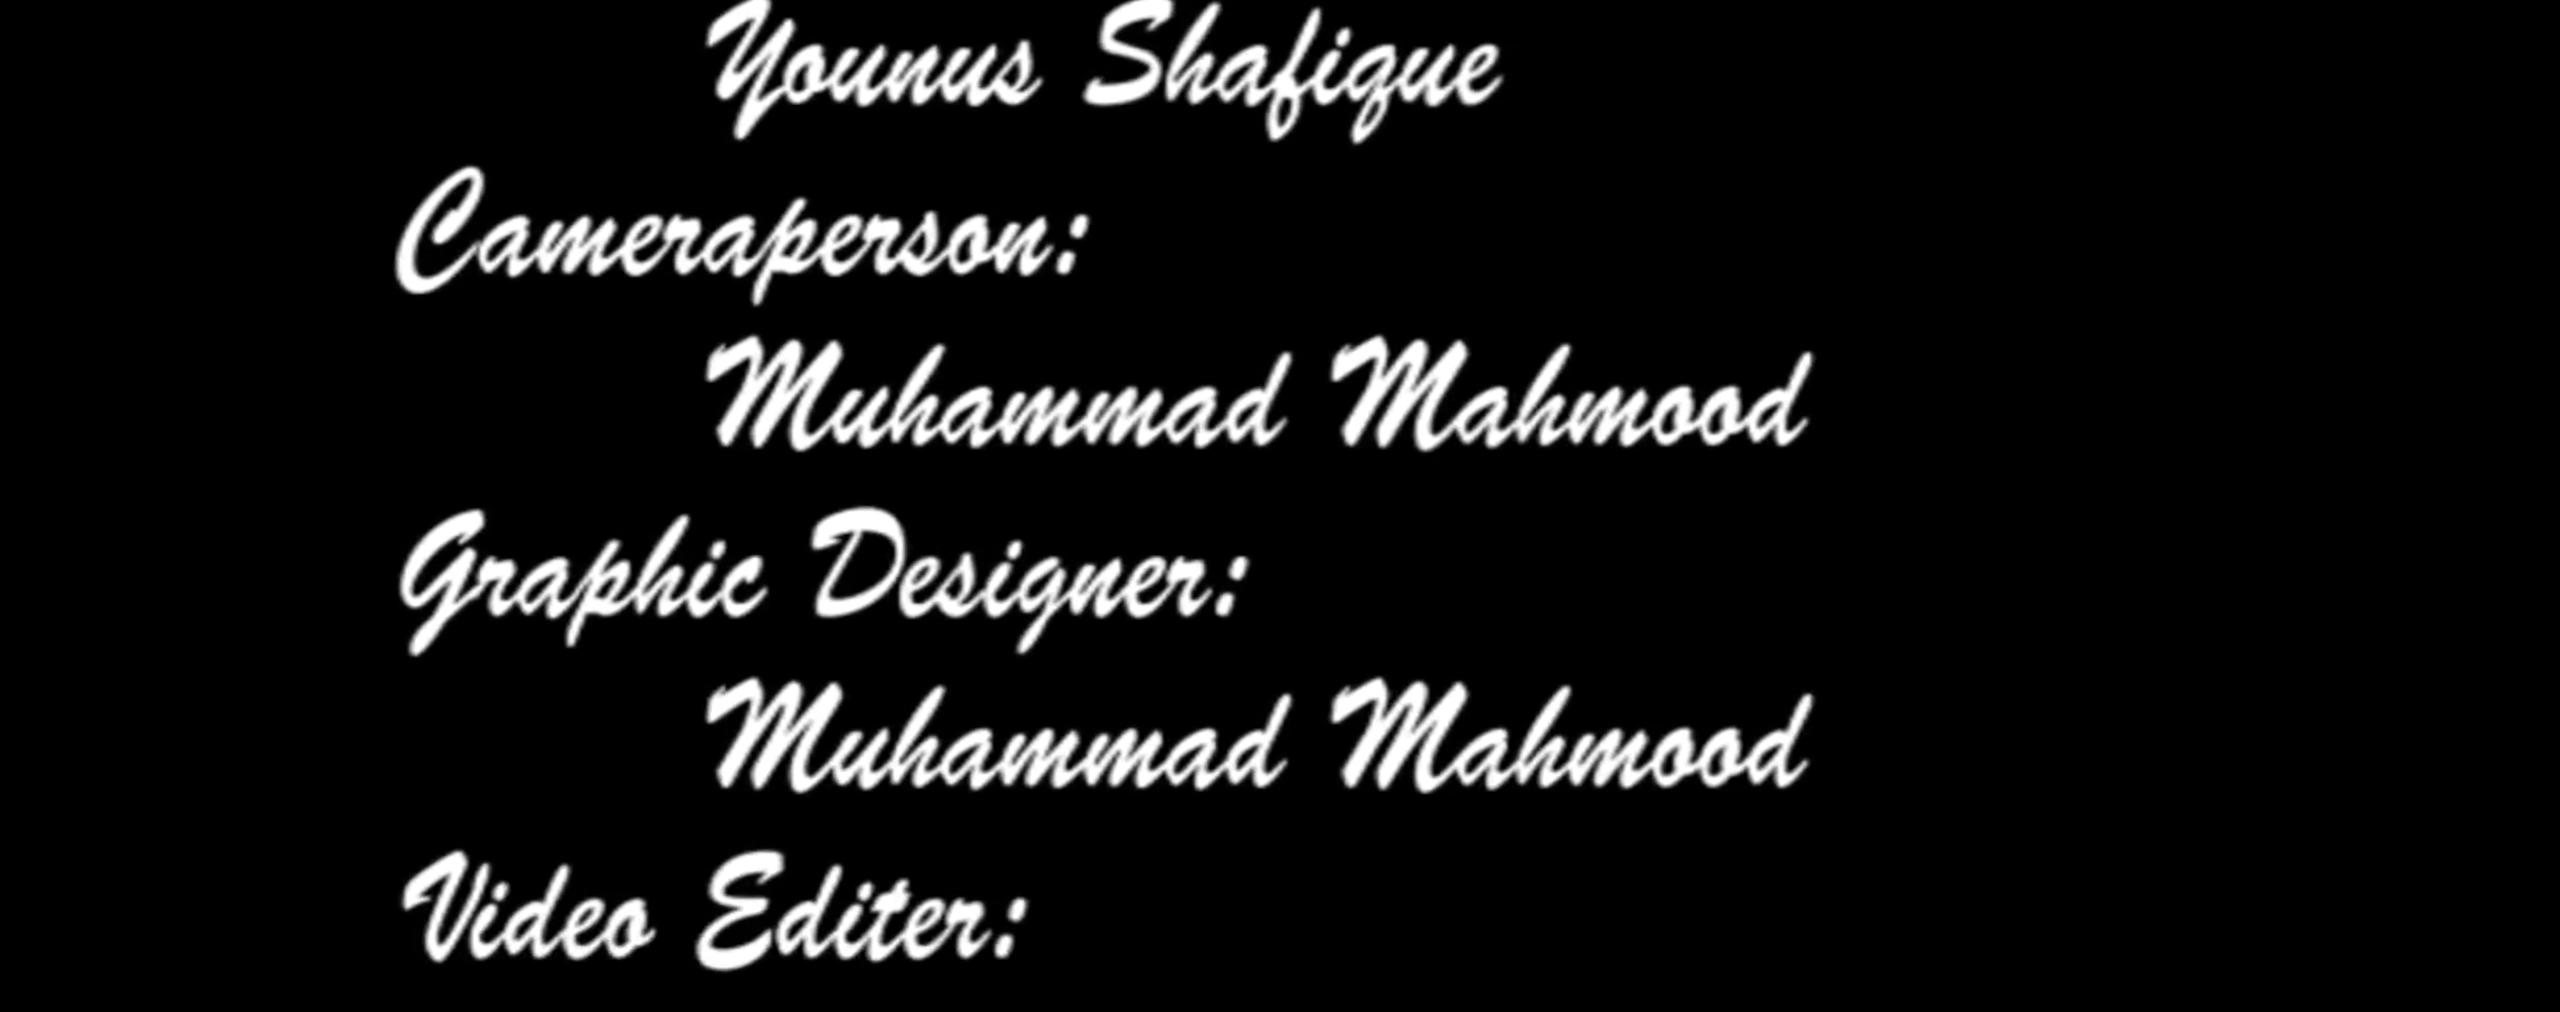 Younus Shafique
Cameraperson:
Muhammad Mahmood
Graphic Designer:
Muhammad Mahmood
Video Editer: